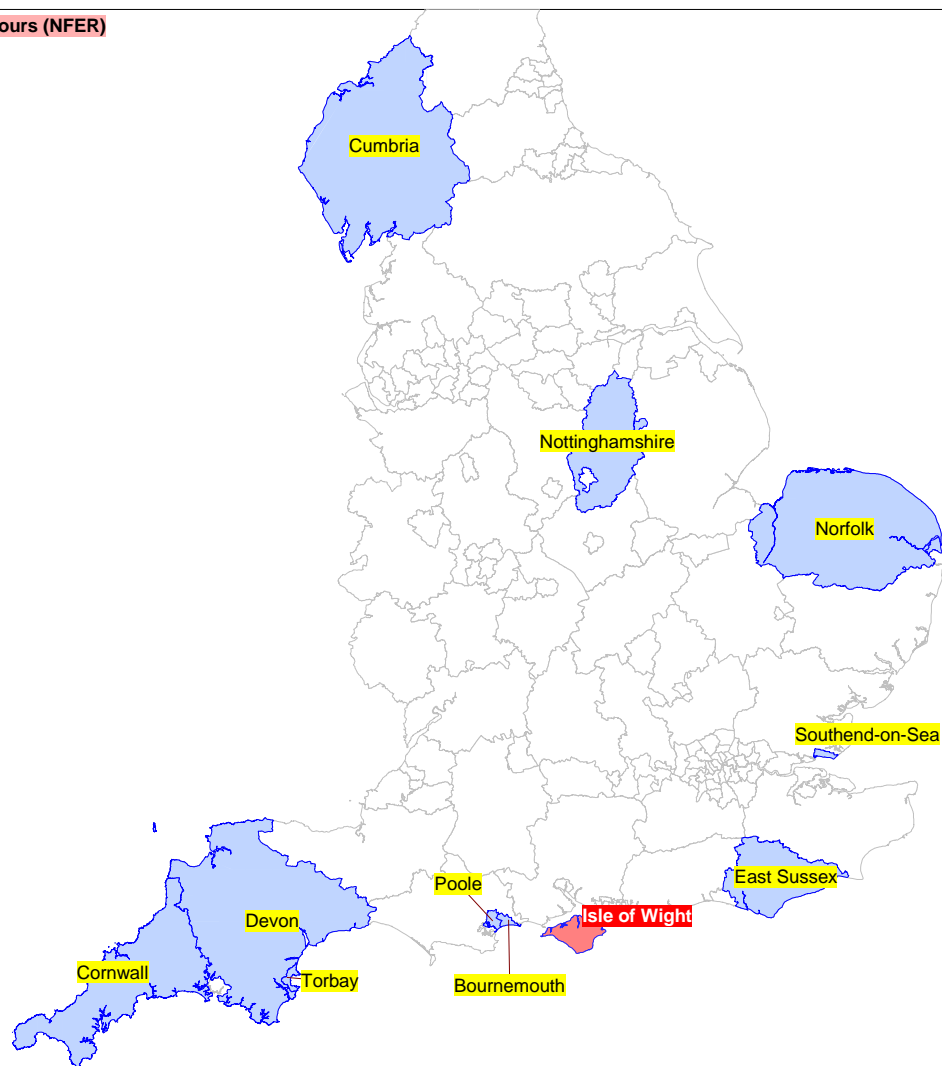 ours (NFER)
Cumbria
Nottinghamshire
Norfolk
Southend-on-Sea
East Sussex
Poole
Isle of Wight
Devon
Cornwall
Torbay
Bournemouth